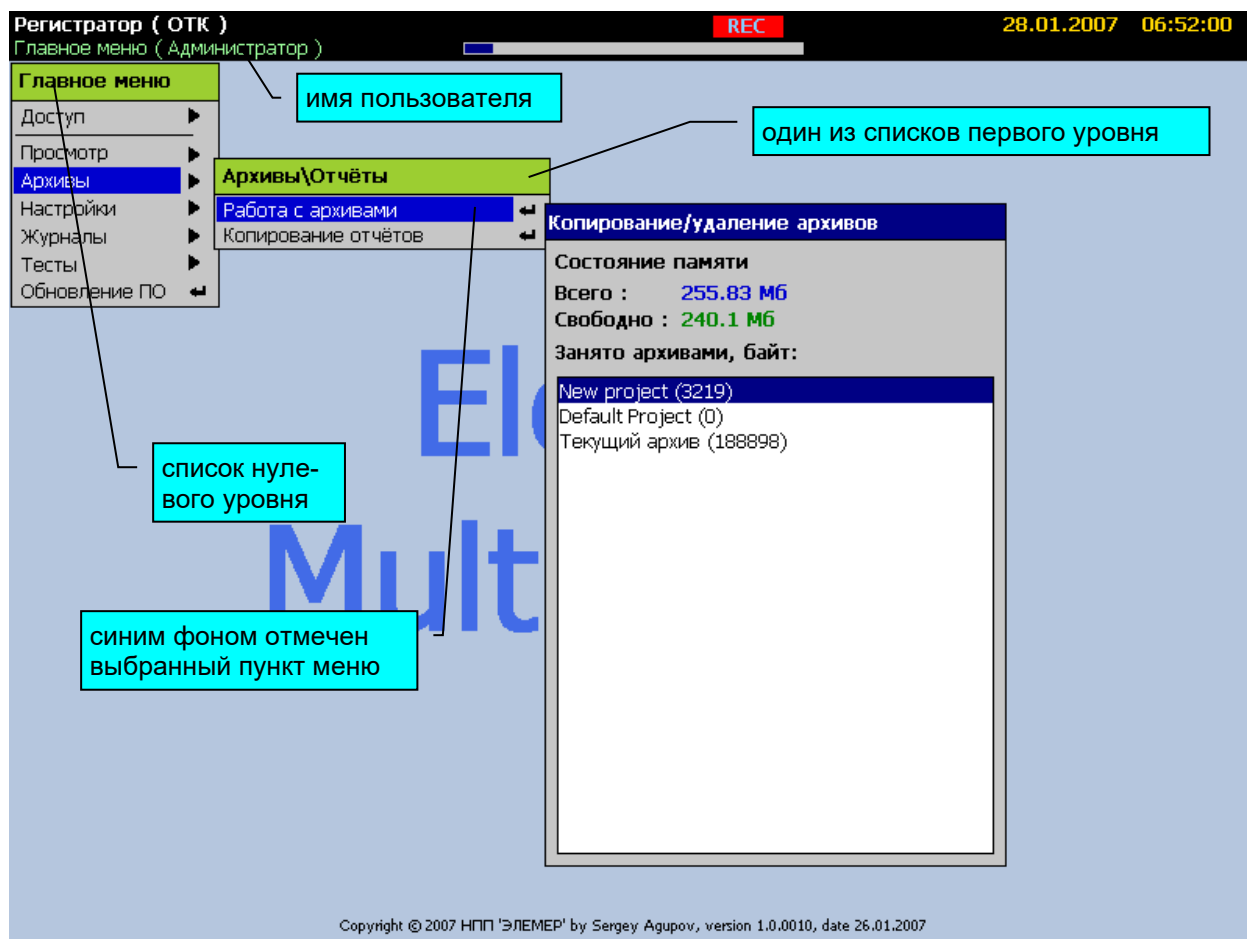 Регистратор ( ОТК )
REC
28.01.2007 06:52:00
Главное меню ( Администратор )
Главное меню
имя пользователя
Доступ
один из списков первого уровня
Просмотр
Архивы
Настройки
Журналы
Тесты
Обновление ПО
Архивы\Отчёты
Работа с архивами
Копирование отчётов
Копирование/удаление архивов
Состояние памяти
Всего : 255.83 Мб
Свободно : 240.1 Мб
Занято архивами, байт:
New project (3219)
Default Project (0)
Текущий архив (188898)
список нуле-
вого уровня
синим фоном отмечен
выбранный пункт меню
Copyright © 2007 НПП 'ЭЛЕМЕР' by Sergey Agupov, version 1.0.0010, date 26.01.2007